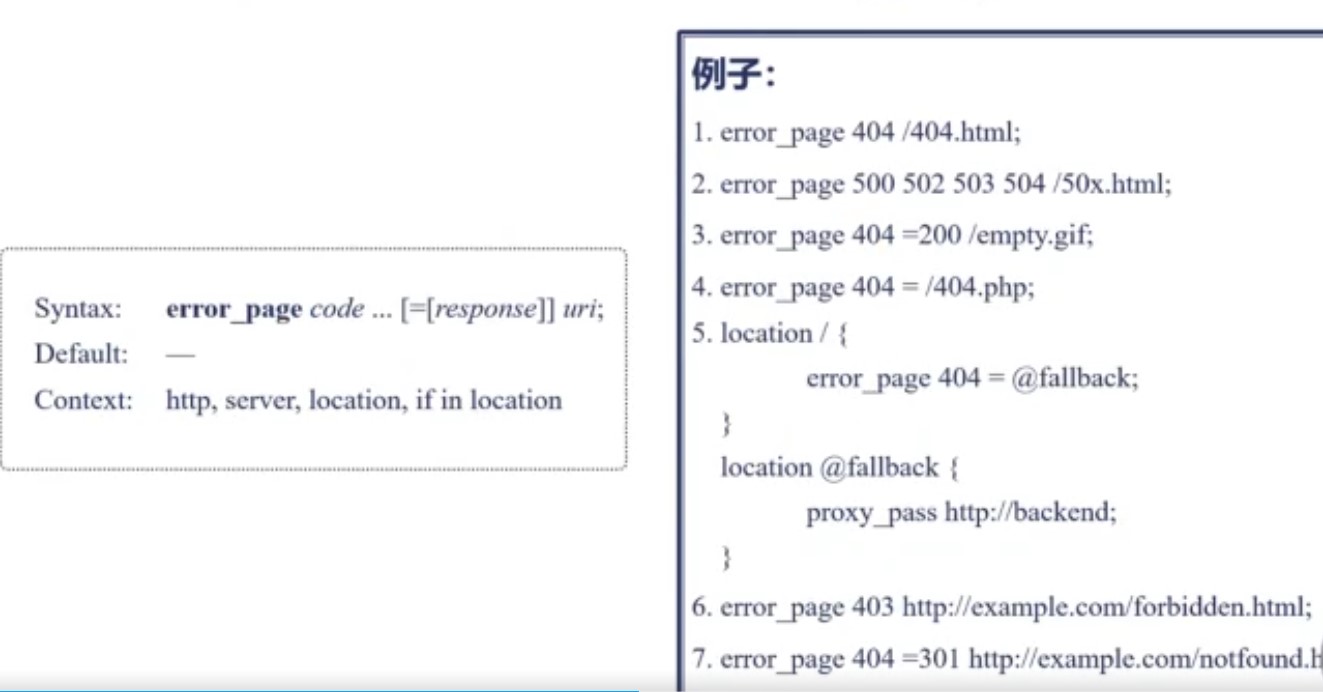 Syntax: error_page code ... [=[response]] uri;
Default: —
Context: http, server, location, if in location
例子：
1. error_page 404 /404.html;
2. error_page 500 502 503 504 /50x.html;
3. error_page 404 =200 /empty.gif;
4. error_page 404 = /404.php;
5. location / {
error_page 404 = @fallback;
}
location @fallback {
proxy_pass http://backend;
}
6. error_page 403 http://example.com/forbidden.html;
7. error_page 404 =301 http://example.com/notfound.h